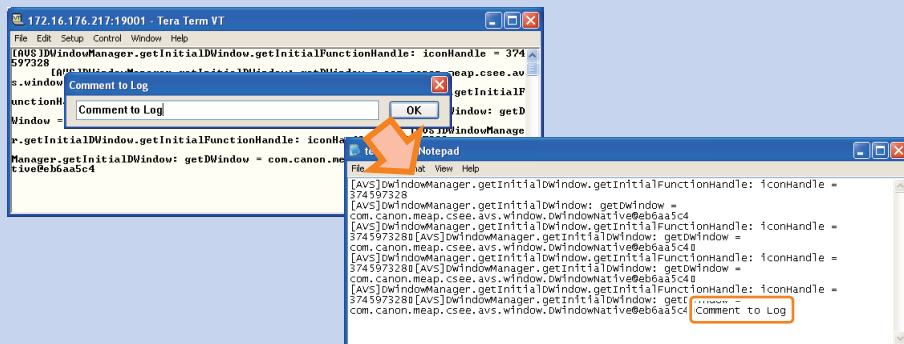 172.16.176.217:19001 - Tera Term VT
File Edit Setup Control Window Help
[AVS]DWindowManager.getInitialDWindow.getInitialFunctionHandle: iconHandle = 374
597328
s.window
Comment to Log
getInitialF
unctionH
Comment to Log
OK
Window: getD
Window =
r.getInitialDWindow.getInitialFunctionHandle:
Manager.getInitialDWindow: getDWindow =
tive@eb6aa5c4
Notepad
File View Help
[AVS]DWindowManager.getInitialDWindow.getInitialFunctionHandle: iconHandle =
374597328
[AVS]DWindowManager.getInitialDWindow: getDWindow =
com.canon.meap.csee.avs.window.DWindowNative@eb6aa5c4
[AVS]DWindowManager.getInitialDWindow.getInitialFunctionHandle: iconHandle =
374597328▯[AVS]DWindowManager.getInitialDWindow: getDWindow =
com.canon.meap.csee.avs.window.DWindowNative@eb6aa5c4▯
[AVS]DWindowManager.getInitialDWindow.getInitialFunctionHandle: iconHandle =
374597328▯[AVS]DWindowManager.getInitialDWindow: getDWindow =
com.canon.meap.csee.avs.window.DWindowNative@eb6aa5c4▯
[AVS]DWindowManager.getInitialDWindow.getInitialFunctionHandle: iconHandle =
374597328▯[AVS]DWindowManager.getInitialDWindow: getDWindow =
com.canon.meap.csee.avs.window.DWindowNative@eb6aa5c4 Comment to Log